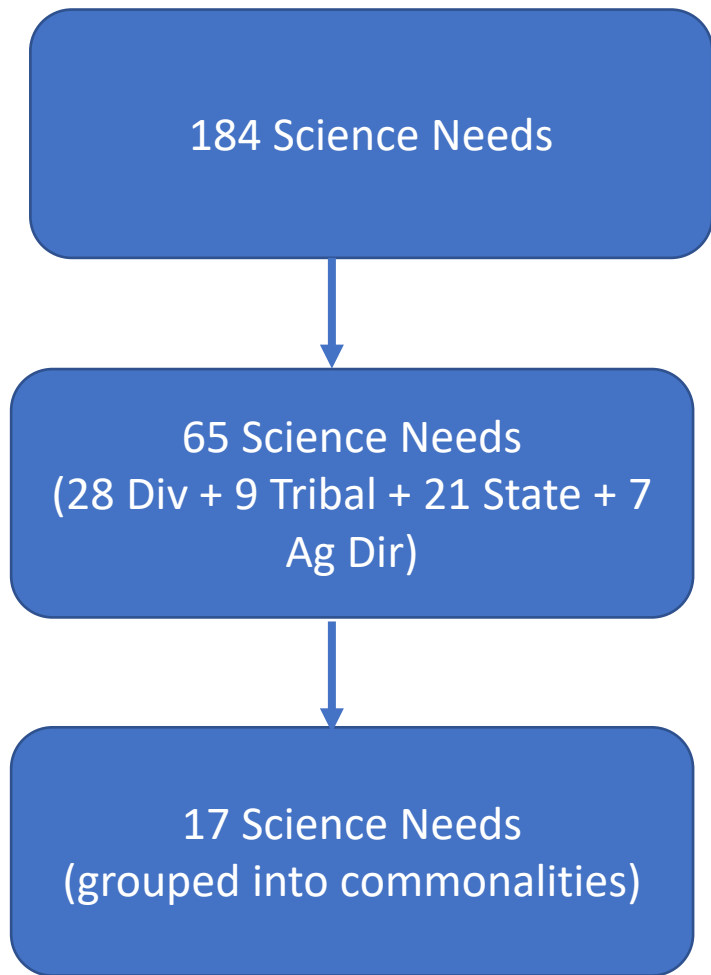 184 Science Needs
65 Science Needs
(28 Div + 9 Tribal + 21 State + 7
Ag Dir)
17 Science Needs
(grouped into commonalities)